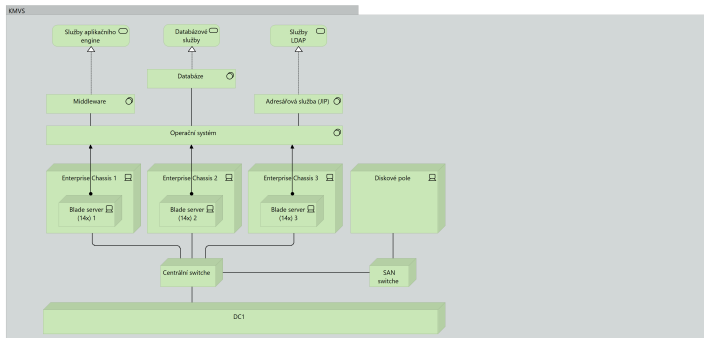 KMVS
Služby aplikačního
engine
Databázové
služby
Služby
LDAP
Databáze
Middleware
Adresářová služba (JIP)
Operační systém
Enterprise Chassis 1
Enterprise Chassis 2
Enterprise Chassis 3
Diskové pole
Blade server
(14x) 1
Blade server
(14x) 2
Blade server
(14x) 3
Centrální switche
SAN
switche
DC1